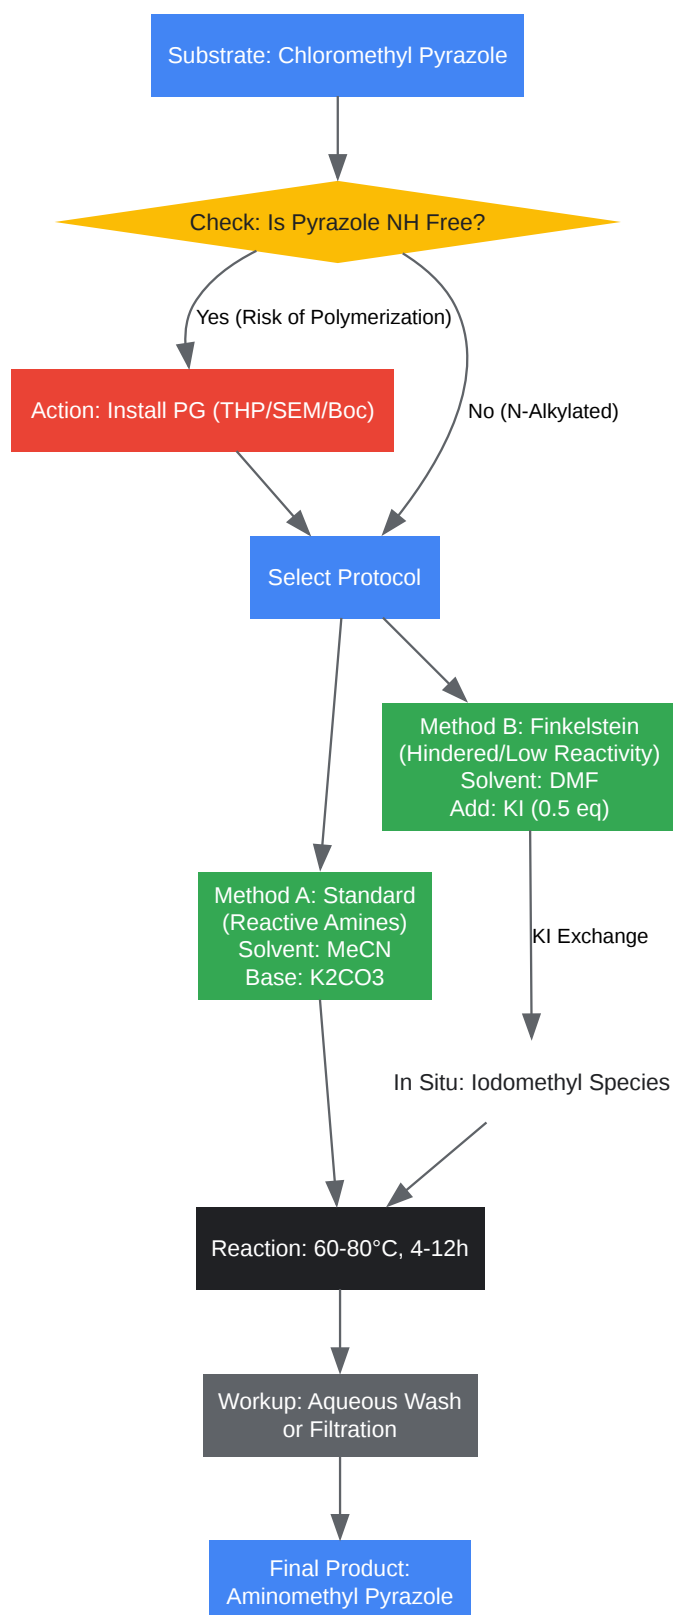 Substrate: Chloromethyl Pyrazole
Check: Is Pyrazole NH Free?
Yes (Risk of Polymerization)
Action: Install PG (THP/SEM/Boc)
No (N-Alkylated)
Select Protocol
Method B: Finkelstein
(Hindered/Low Reactivity)
Solvent: DMF
Add: KI (0.5 eq)
Method A: Standard
(Reactive Amines)
Solvent: MeCN
Base: K2CO3
KI Exchange
In Situ: Iodomethyl Species
Reaction: 60-80°C, 4-12h
Workup: Aqueous Wash
or Filtration
Final Product:
Aminomethyl Pyrazole